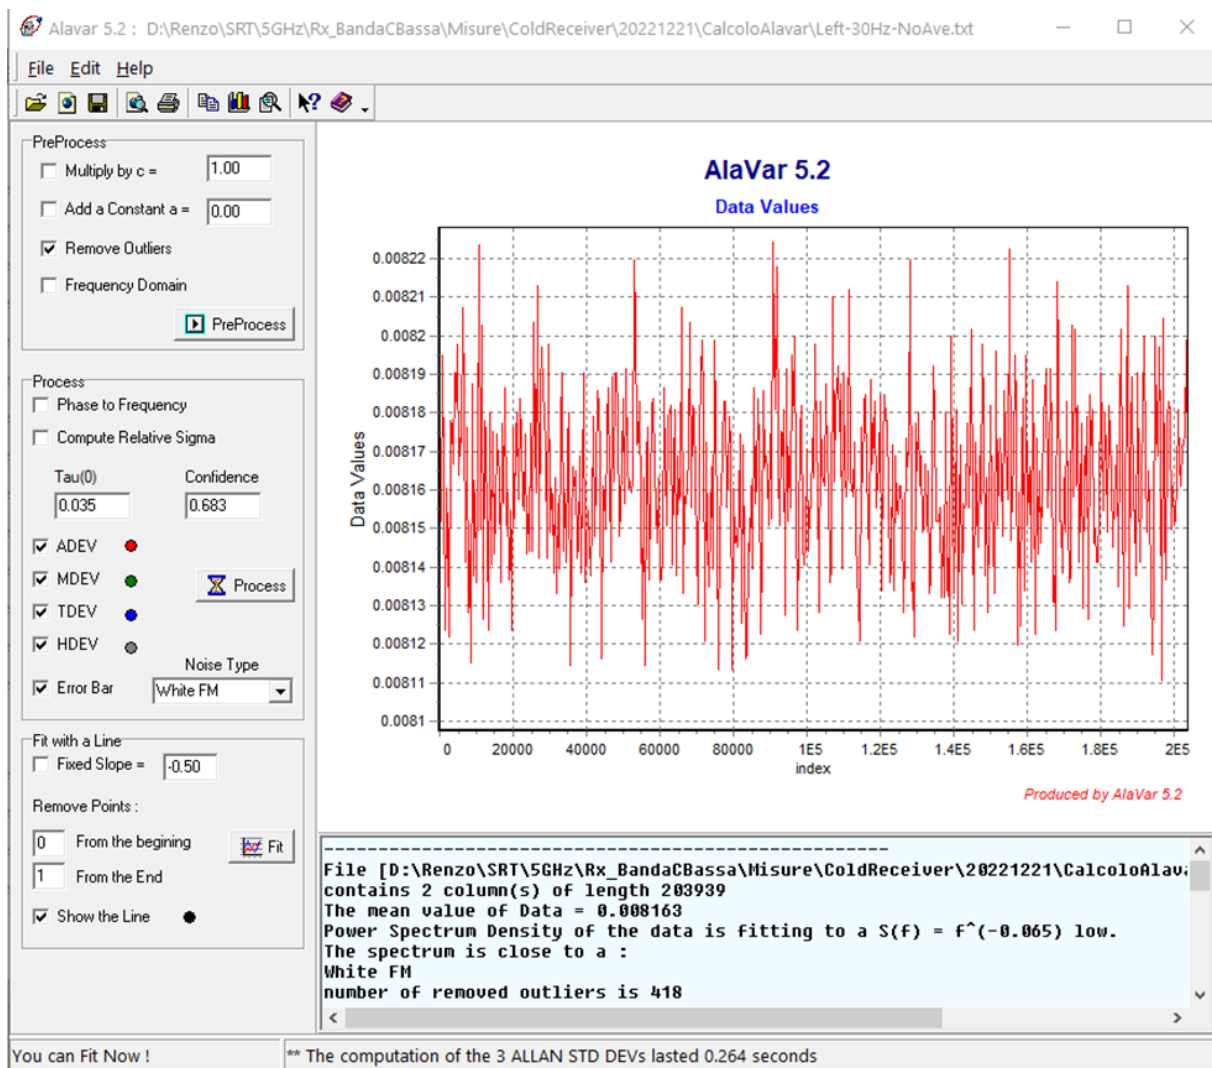 Alavar 5.2 :  D:\Renzo\SRT\5GHz\Rx_BandaCBassa\Misure\ColdReceiver\20221221\CalcoloAlavar\Left-30Hz-NoAve.txt
File Edit Help
PreProcess
Multiply by c = 1.00
Add a Constant a = 0.00
Remove Outliers
Frequency Domain
PreProcess
Process
Phase to Frequency
Compute Relative Sigma
Tau(0) Confidence
0.035 0.683
ADEV
MDEV
Process
TDEV
HDEV
Noise Type
Error Bar White FM
Fit with a Line
Fixed Slope = -0.50
Remove Points :
0 From the begining Fit
1 From the End
Show the Line
AlaVar 5.2
Data Values
Data Values
0.00822
0.00821
0.0082
0.00819
0.00818
0.00817
0.00816
0.00815
0.00814
0.00813
0.00812
0.00811
0.0081
0 20000 40000 60000 80000 1E5 1.2E5 1.4E5 1.6E5 1.8E5 2E5
index
Produced by AlaVar 5.2
------------------------------------------------------
File [D:\Renzo\SRT\5GHz\Rx_BandaCBassa\Misure\ColdReceiver\20221221\CalcoloAlava
contains 2 column(s) of length 203939
The mean value of Data = 0.008163
Power Spectrum Density of the data is fitting to a S(f) = f^(-0.065) low.
The spectrum is close to a :
White FM
number of removed outliers is 418
You can Fit Now !
** The computation of the 3 ALLAN STD DEVs lasted 0.264 seconds